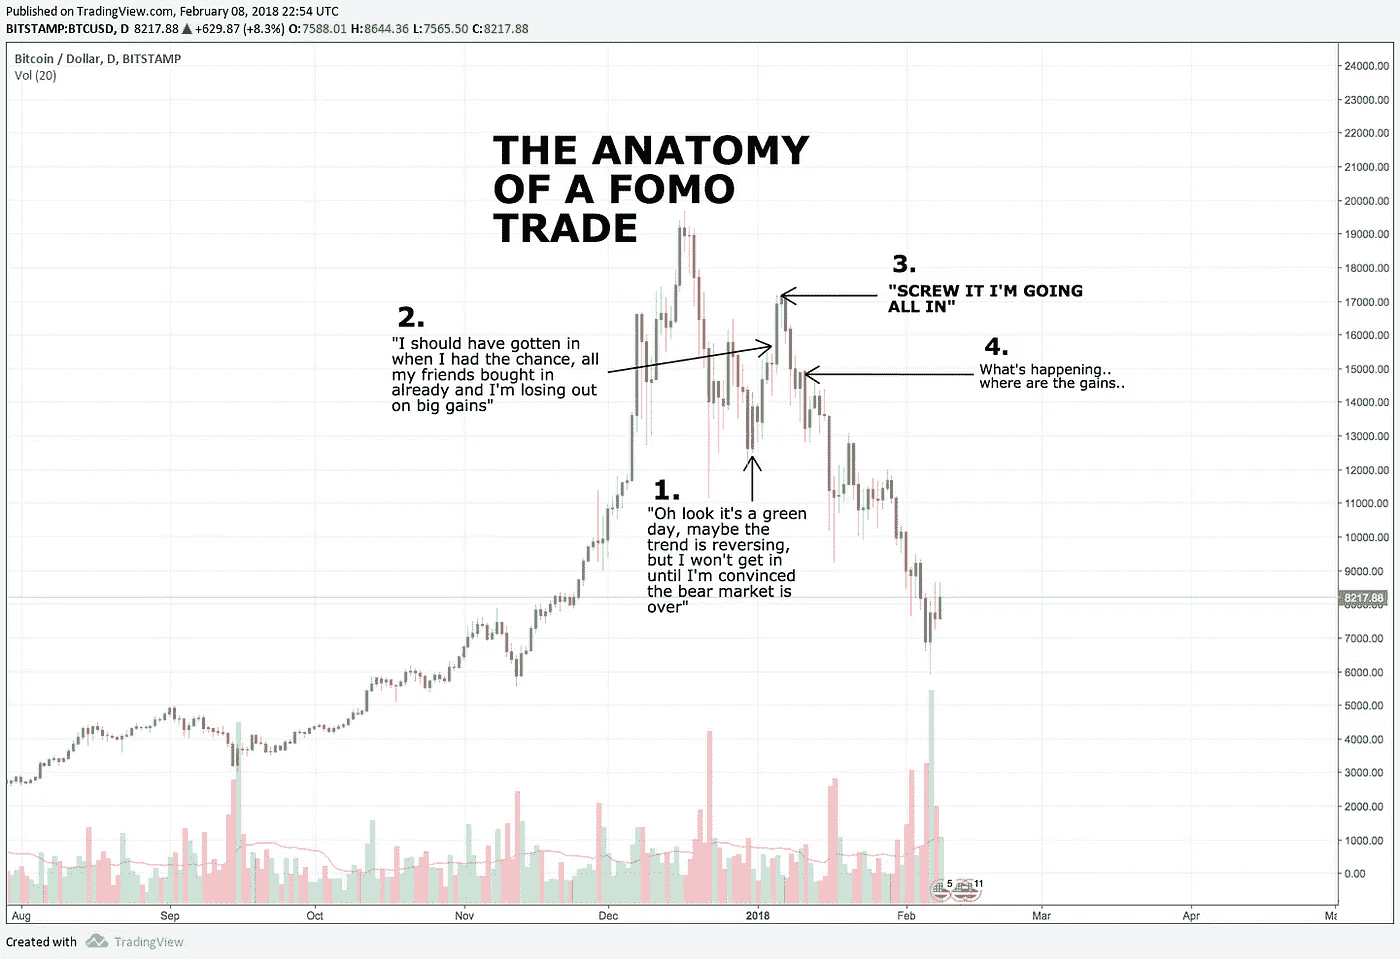 Published on TradingView.com, February 08, 2018 22:54 UTC
BITSTAMP:BTCUSD, D 8217.88 ▲ +629.87 (+8.3%) O:7588.01 H:8644.36 L:7565.50 C:8217.88
Bitcoin / Dollar, D, BITSTAMP
Vol (20)
THE ANATOMY
OF A FOMO
TRADE
3.
"SCREW IT I'M GOING
ALL IN"
2.
"I should have gotten in
when I had the chance, all
my friends bought in
already and I'm losing out
on big gains"
4.
What's happening..
where are the gains..
1.
"Oh look it's a green
day, maybe the
trend is reversing,
but I won't get in
until I'm convinced
the bear market is
over"
24000.00
23000.00
22000.00
21000.00
20000.00
19000.00
18000.00
17000.00
16000.00
15000.00
14000.00
13000.00
12000.00
11000.00
10000.00
9000.00
8217.88
8000.00
7000.00
6000.00
5000.00
4000.00
3000.00
2000.00
1000.00
0.00
5 11
Aug Sep Oct Nov Dec 2018 Feb Mar Apr Ma
Created with TradingView